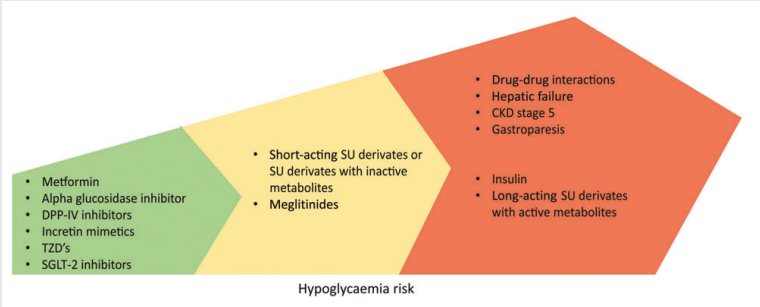 • Metformin
• Alpha glucosidase inhibitor
• DPP-IV inhibitors
• Incretin mimetics
• TZD's
• SGLT-2 inhibitors
• Short-acting SU derivates or
SU derivates with inactive
metabolites
• Meglitinides
• Drug-drug interactions
• Hepatic failure
• CKD stage 5
• Gastroparesis
• Insulin
• Long-acting SU derivates
with active metabolites
Hypoglycaemia risk